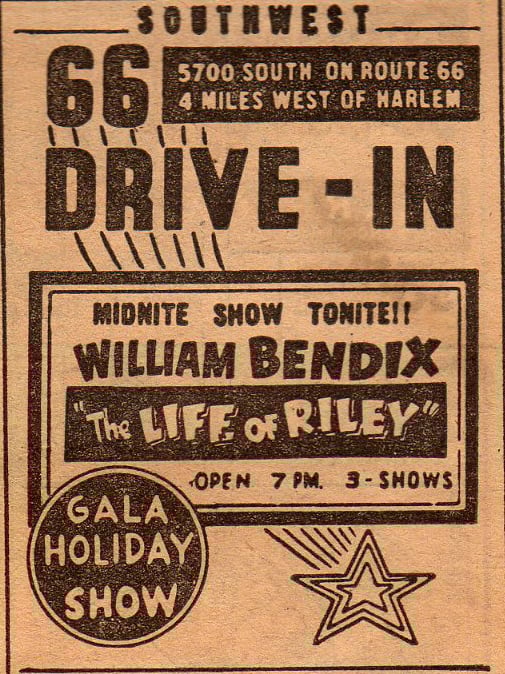 SOUTHWEST
66
5700 SOUTH ON ROUTE 66
4 MILES WEST OF HARLEM
DRIVE-IN
MIDNITE SHOW TONITE!!
WILLIAM BENDIX
"The LIFE of RILEY"
OPEN 7 PM. 3-SHOWS
GALA
HOLIDAY
SHOW